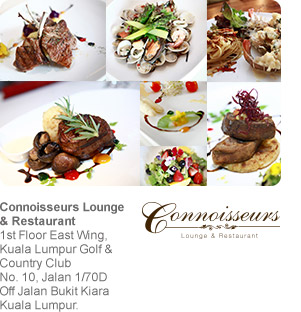 Connoisseurs Lounge
& Restaurant
1st Floor East Wing,
Kuala Lumpur Golf &
Country Club
No. 10, Jalan 1/70D
Off Jalan Bukit Kiara
Kuala Lumpur.
Connoisseurs
Lounge & Restaurant